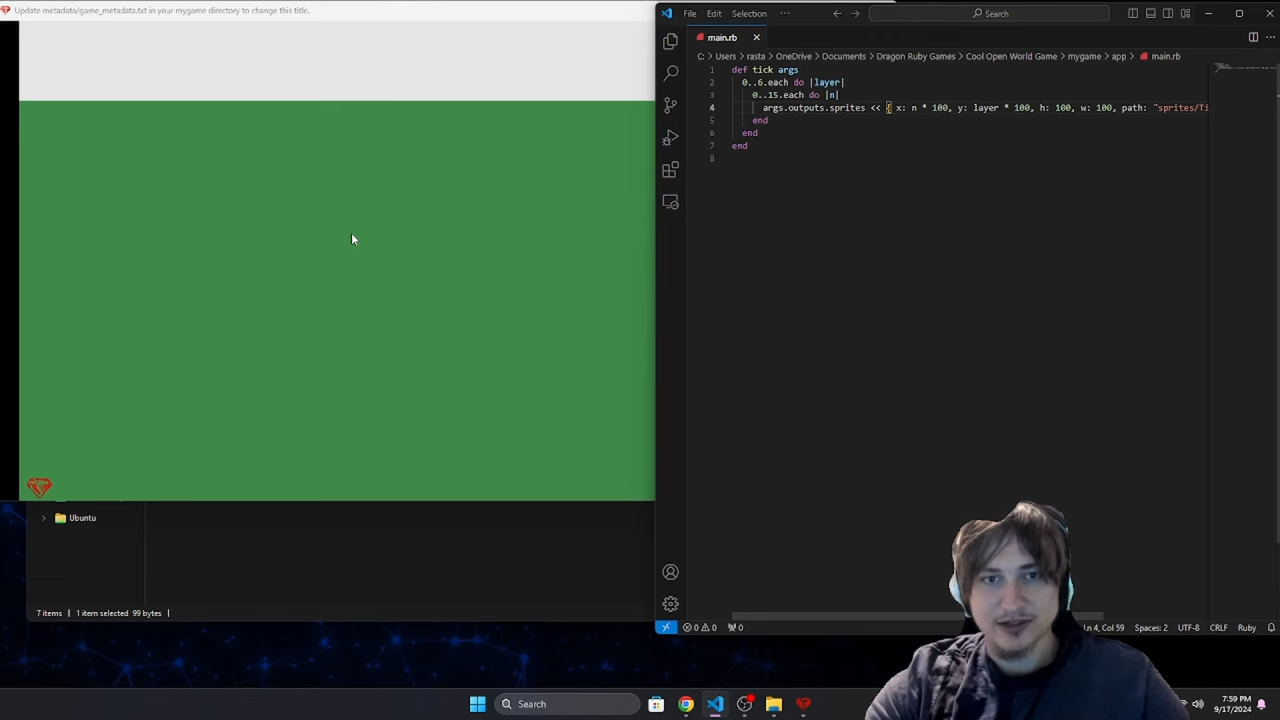 Update metadata/game_metadata.txt in your mygame directory to change this title.
File Edit Selection ··· Search
main.rb
C: > Users > rasta > OneDrive > Documents > Dragon Ruby Games > Cool Open World Game > mygame > app > main.rb
1 def tick args
2 0..6.each do |layer|
3 0..15.each do |n|
4 args.outputs.sprites << { x: n * 100, y: layer * 100, h: 100, w: 100, path: "sprites/Ti
5 end
6 end
7 end
8
Ubuntu
7 items 1 item selected 99 bytes
0 0 0 Ln 4, Col 59 Spaces: 2 UTF-8 CRLF Ruby
Search
7:59 PM
9/17/2024